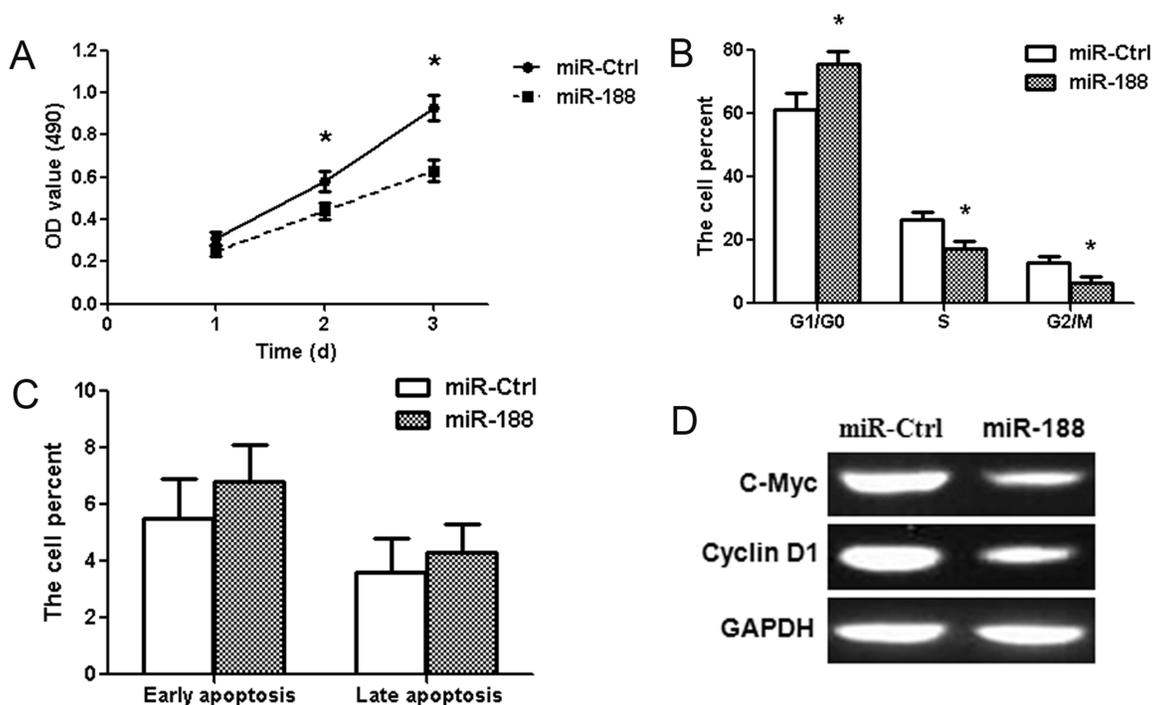 A
1.2
1.0
0.8
0.6
0.4
0.2
0.0
OD value (490)
0
1
2
3
Time (d)
*
*
miR-Ctrl
miR-188
B
80
60
40
20
0
The cell percent
G1/G0
S
G2/M
*
*
*
miR-Ctrl
miR-188
C
10
8
6
4
2
0
The cell percent
Early apoptosis
Late apoptosis
miR-Ctrl
miR-188
D
miR-Ctrl
miR-188
C-Myc
Cyclin D1
GAPDH